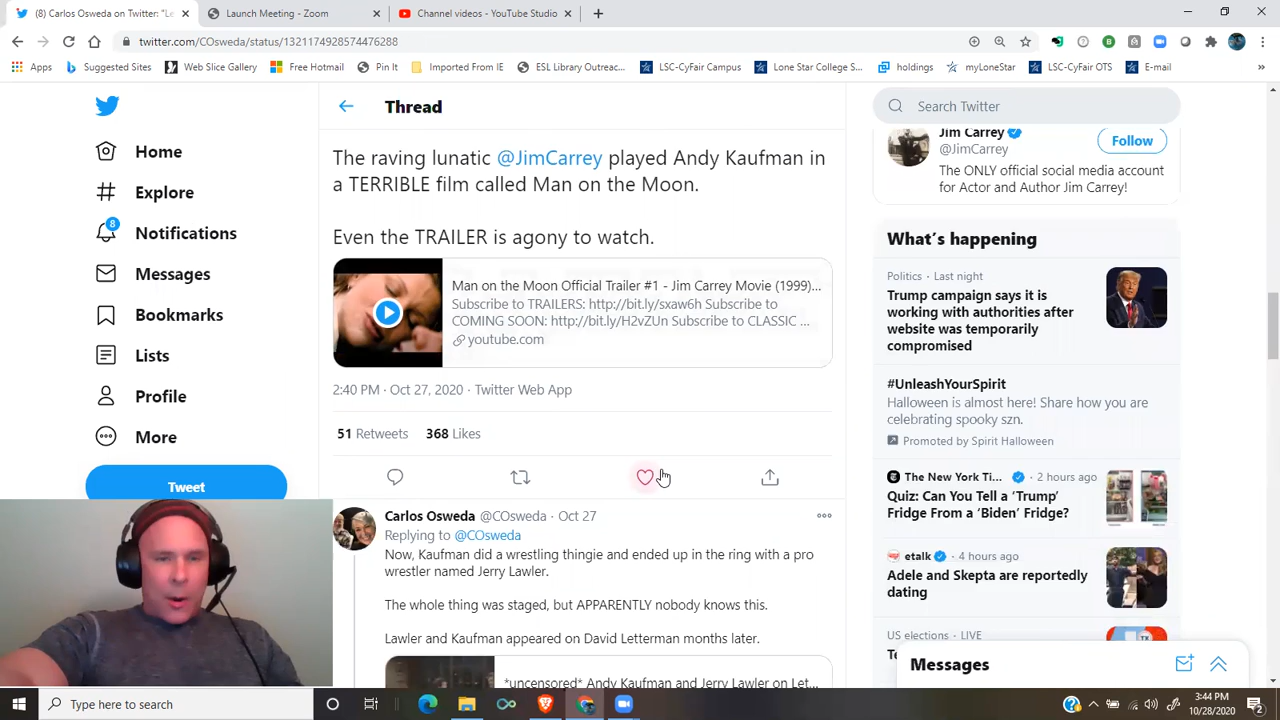 (8) Carlos Osweda on Twitter: "Le
Launch Meeting - Zoom
Channel videos - YouTube Studio
twitter.com/COsweda/status/1321174928574476288
Apps
Suggested Sites
Web Slice Gallery
Free Hotmail
Pin It
Imported From IE
ESL Library Outreac...
LSC-CyFair Campus
Lone Star College S...
holdings
myLoneStar
LSC-CyFair OTS
E-mail
»
Home
Explore
8
Notifications
Messages
Bookmarks
Lists
Profile
More
Tweet
Thread
The raving lunatic @JimCarrey played Andy Kaufman in
a TERRIBLE film called Man on the Moon.
Even the TRAILER is agony to watch.
Man on the Moon Official Trailer #1 - Jim Carrey Movie (1999)...
Subscribe to TRAILERS: http://bit.ly/sxaw6h Subscribe to
COMING SOON: http://bit.ly/H2vZUn Subscribe to CLASSIC ...
youtube.com
2:40 PM · Oct 27, 2020 · Twitter Web App
51 Retweets 368 Likes
Carlos Osweda @COsweda · Oct 27
Replying to @COsweda
Now, Kaufman did a wrestling thingie and ended up in the ring with a pro
wrestler named Jerry Lawler.
The whole thing was staged, but APPARENTLY nobody knows this.
Lawler and Kaufman appeared on David Letterman months later.
*uncensored* Andy Kaufman and Jerry Lawler on Let...
Search Twitter
Jim Carrey
@JimCarrey
Follow
The ONLY official social media account
for Actor and Author Jim Carrey!
What's happening
Politics · Last night
Trump campaign says it is
working with authorities after
website was temporarily
compromised
#UnleashYourSpirit
Halloween is almost here! Share how you are
celebrating spooky szn.
Promoted by Spirit Halloween
The New York Ti... · 2 hours ago
Quiz: Can You Tell a 'Trump'
Fridge From a 'Biden' Fridge?
etalk · 4 hours ago
Adele and Skepta are reportedly
dating
US elections · LIVE
Messages
Type here to search
3:44 PM
10/28/2020
2